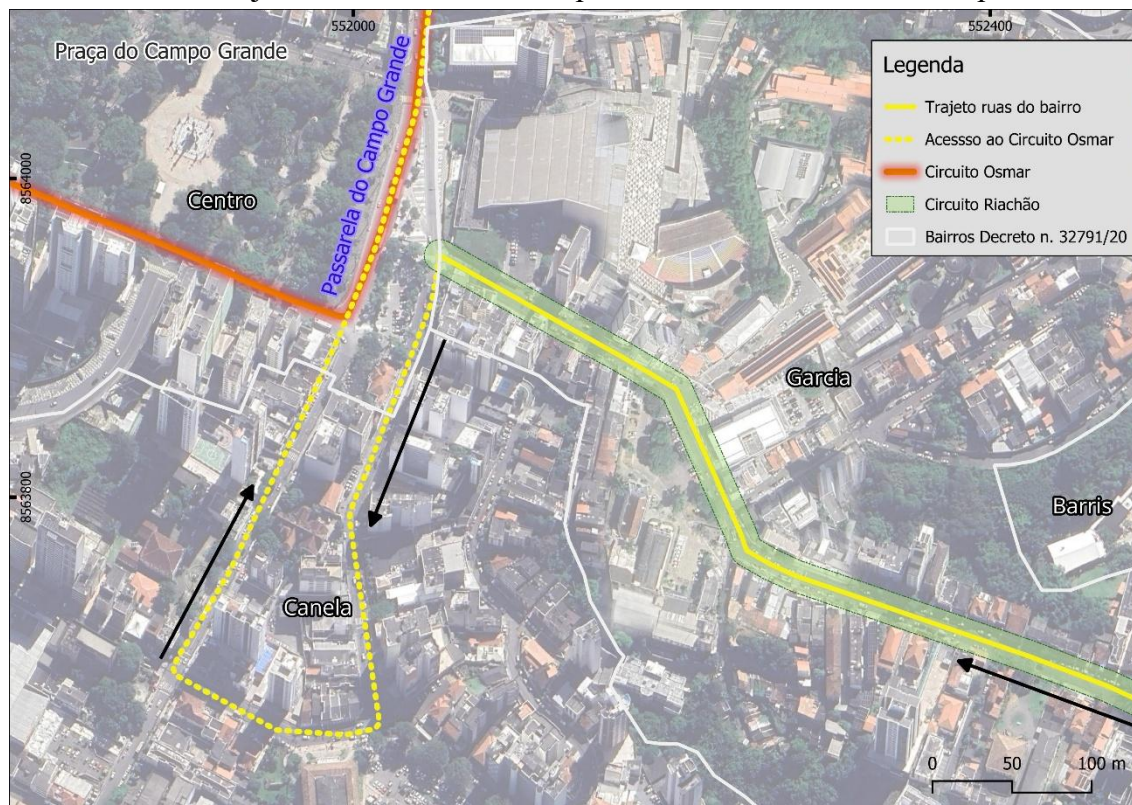 552000
552400
Praça do Campo Grande
Passarela do Campo Grande
Legenda
Trajeto ruas do bairro
Acessso ao Circuito Osmar
Circuito Osmar
Circuito Riachão
Bairros Decreto n. 32791/20
8564000
Centro
Garcia
8563800
Barris
Canela
0 50 100 m